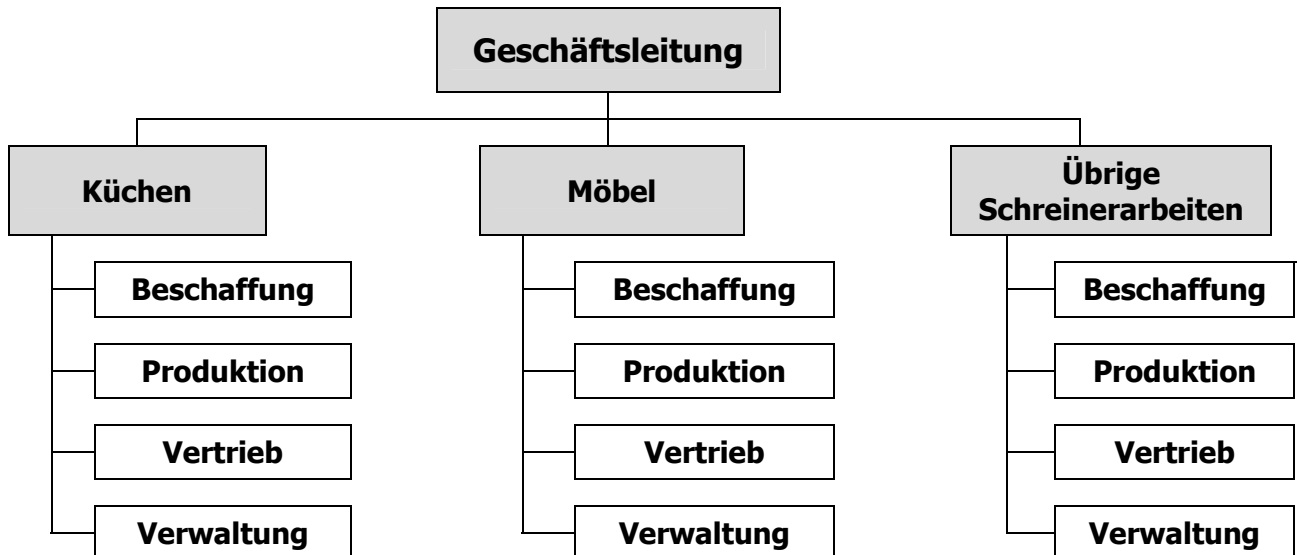 Geschäftsleitung
Küchen
Möbel
Übrige
Schreinerarbeiten
Beschaffung
Beschaffung
Beschaffung
Produktion
Produktion
Produktion
Vertrieb
Vertrieb
Vertrieb
Verwaltung
Verwaltung
Verwaltung